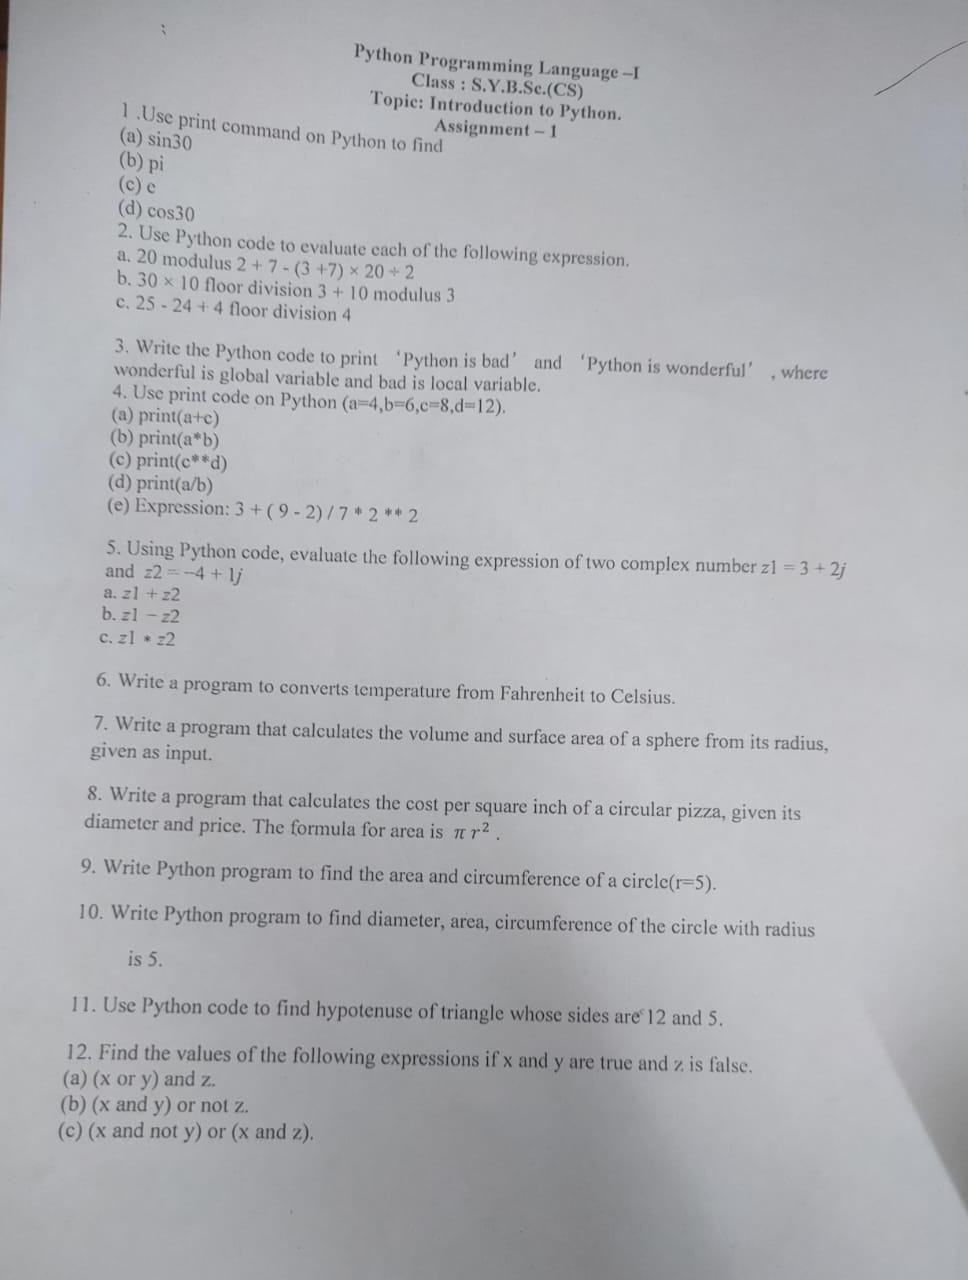 Python Programming Language –I
Class : S.Y.B.Sc.(CS)
Topic: Introduction to Python.
Assignment – 1
1 .Use print command on Python to find
(a) sin30
(b) pi
(c) e
(d) cos30
2. Use Python code to evaluate each of the following expression.
a. 20 modulus 2 + 7 - (3 +7) × 20 ÷ 2
b. 30 × 10 floor division 3 + 10 modulus 3
c. 25 - 24 + 4 floor division 4
3. Write the Python code to print ‘Python is bad’ and ‘Python is wonderful’ , where
wonderful is global variable and bad is local variable.
4. Use print code on Python (a=4,b=6,c=8,d=12).
(a) print(a+c)
(b) print(a*b)
(c) print(c**d)
(d) print(a/b)
(e) Expression: 3 + ( 9 - 2) / 7 * 2 ** 2
5. Using Python code, evaluate the following expression of two complex number z1 = 3 + 2j
and z2 = −4 + 1j
a. z1 + z2
b. z1 − z2
c. z1 * z2
6. Write a program to converts temperature from Fahrenheit to Celsius.
7. Write a program that calculates the volume and surface area of a sphere from its radius,
given as input.
8. Write a program that calculates the cost per square inch of a circular pizza, given its
diameter and price. The formula for area is π r² .
9. Write Python program to find the area and circumference of a circle(r=5).
10. Write Python program to find diameter, area, circumference of the circle with radius
is 5.
11. Use Python code to find hypotenuse of triangle whose sides are 12 and 5.
12. Find the values of the following expressions if x and y are true and z is false.
(a) (x or y) and z.
(b) (x and y) or not z.
(c) (x and not y) or (x and z).